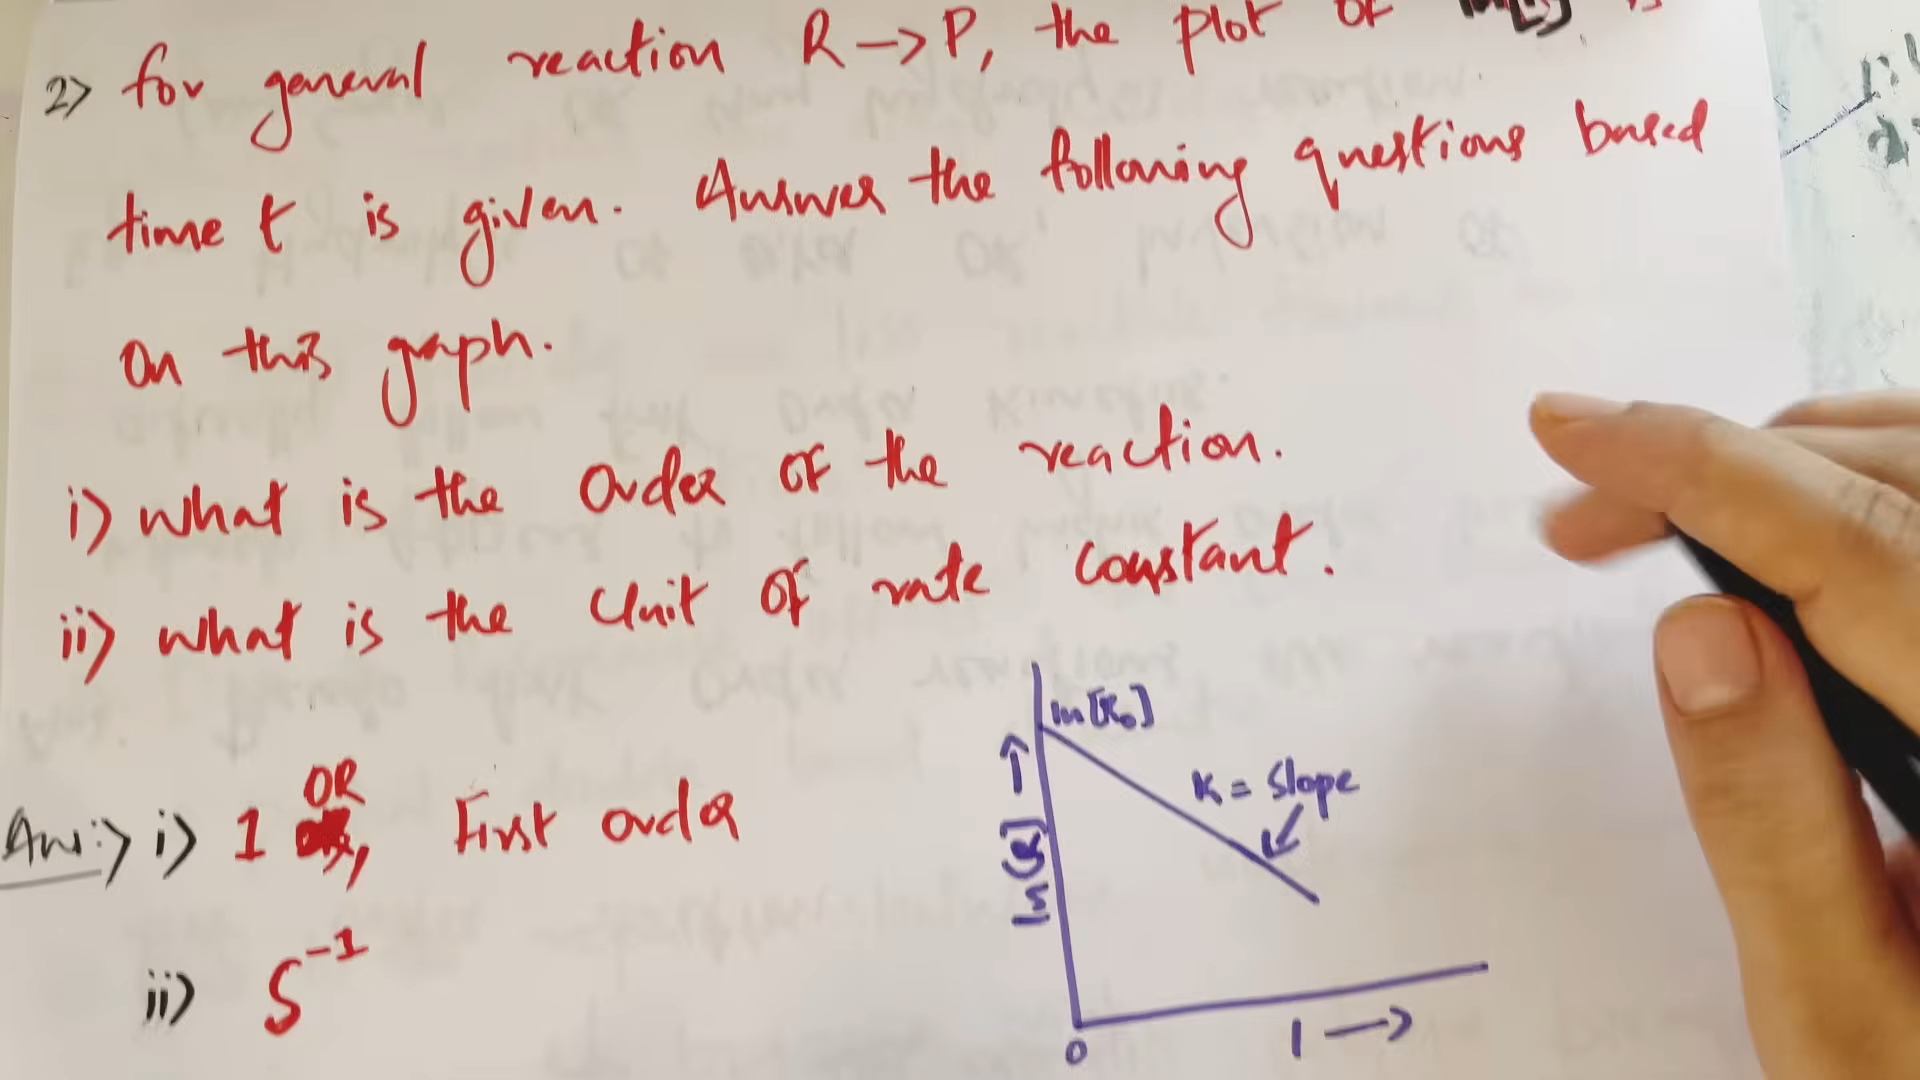 2> for general reaction R → P, the plot of
time t is given. Answer the following questions based
on this graph.
i) what is the order of the reaction.
ii) what is the unit of rate constant.
Ans:> i) 1 OR, First order
ii) S⁻¹
ln[R₀]
K = Slope
ln[R]
0